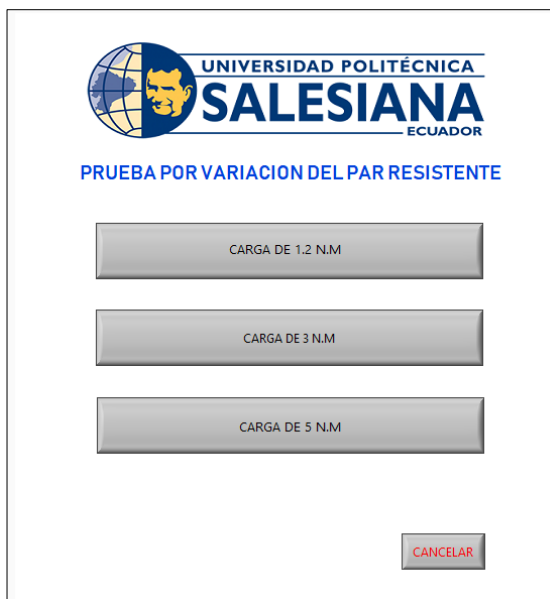 UNIVERSIDAD POLITÉCNICA
SALESIANA
ECUADOR
PRUEBA POR VARIACION DEL PAR RESISTENTE
CARGA DE 1.2 N.M
CARGA DE 3 N.M
CARGA DE 5 N.M
CANCELAR